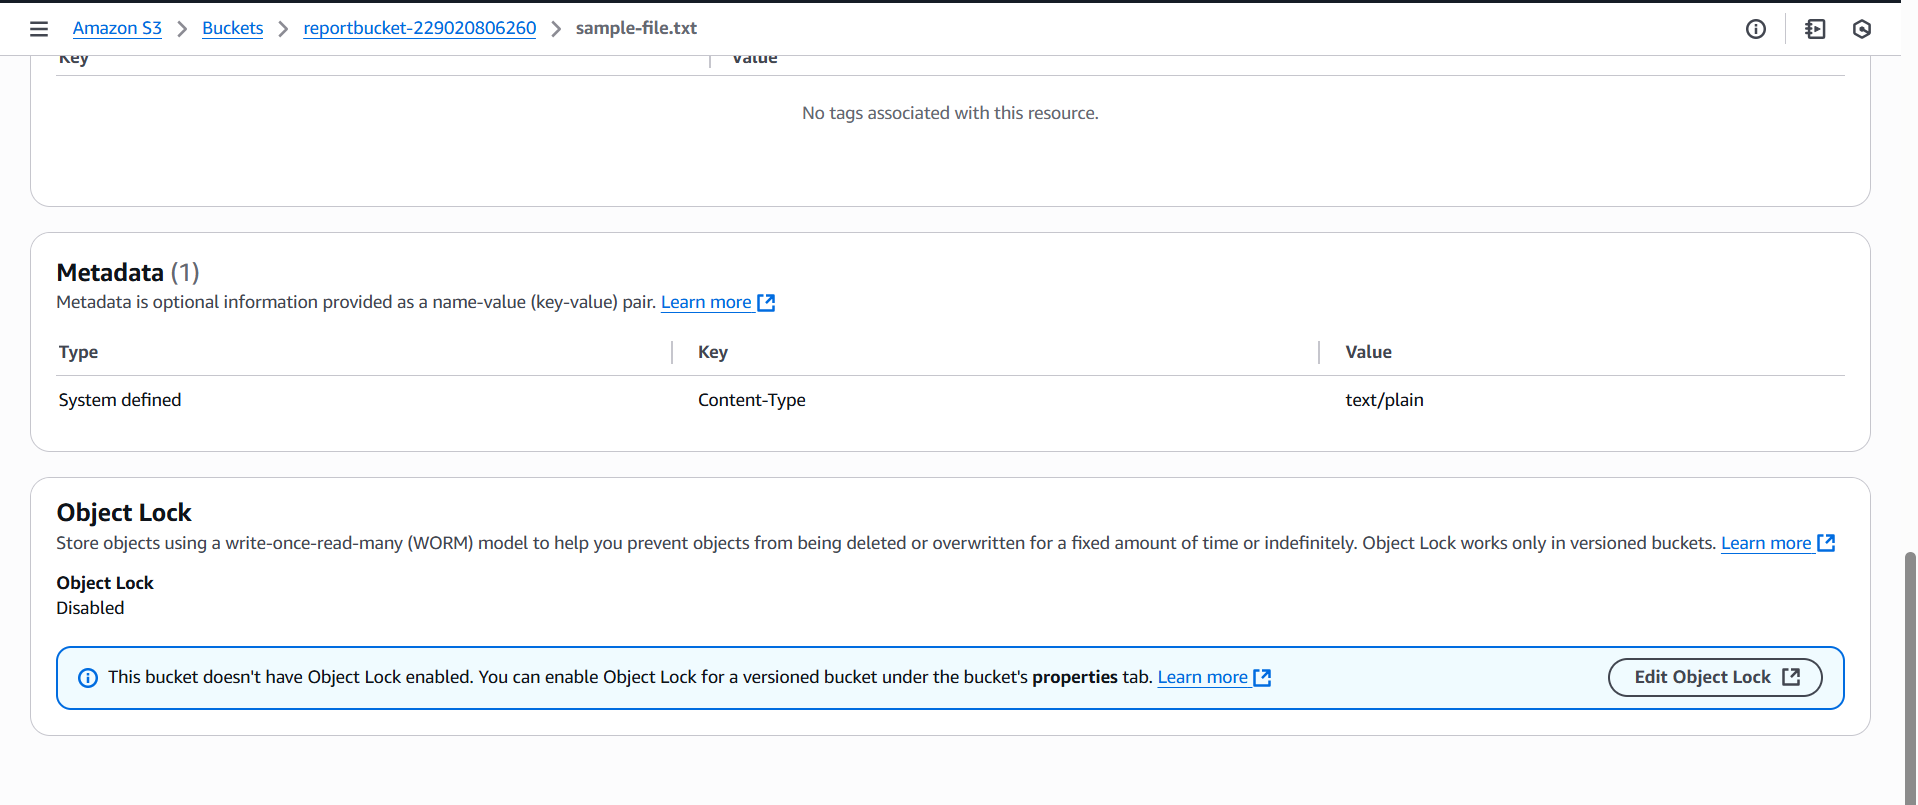 Amazon S3 > Buckets > reportbucket-229020806260 > sample-file.txt
Key Value
No tags associated with this resource.
Metadata (1)
Metadata is optional information provided as a name-value (key-value) pair. Learn more
Type Key Value
System defined Content-Type text/plain
Object Lock
Store objects using a write-once-read-many (WORM) model to help you prevent objects from being deleted or overwritten for a fixed amount of time or indefinitely. Object Lock works only in versioned buckets. Learn more
Object Lock
Disabled
This bucket doesn't have Object Lock enabled. You can enable Object Lock for a versioned bucket under the bucket's properties tab. Learn more Edit Object Lock